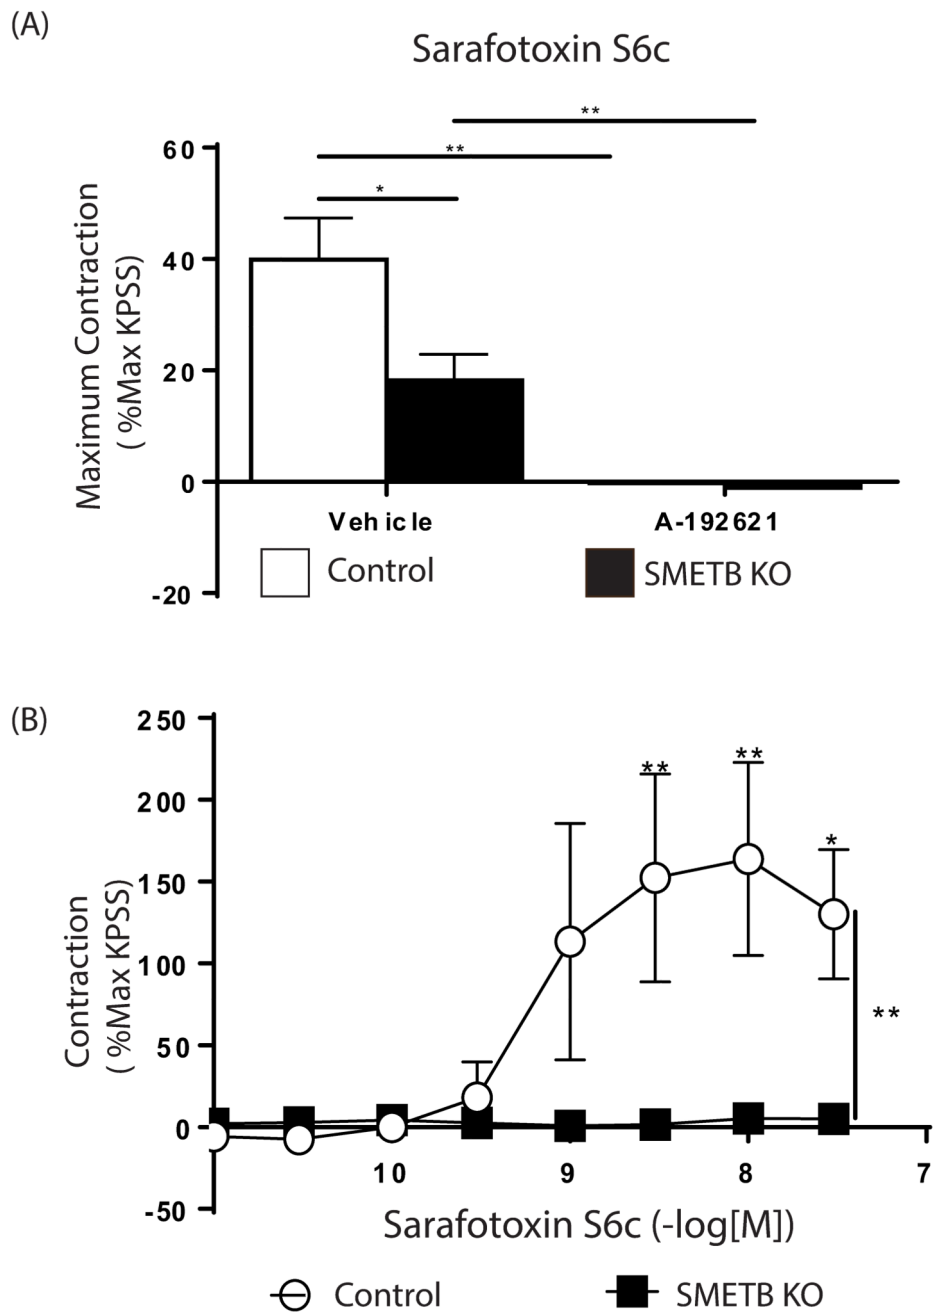 (A)
Sarafotoxin S6c
**
**
*
60
40
20
0
-20
Maximum Contraction
( %Max KPSS)
Vehicle
A-192621
Control
SMETB KO
(B)
250
200
150
100
50
0
-50
Contraction
( %Max KPSS)
**
**
*
**
10
9
8
7
Sarafotoxin S6c (-log[M])
Control
SMETB KO